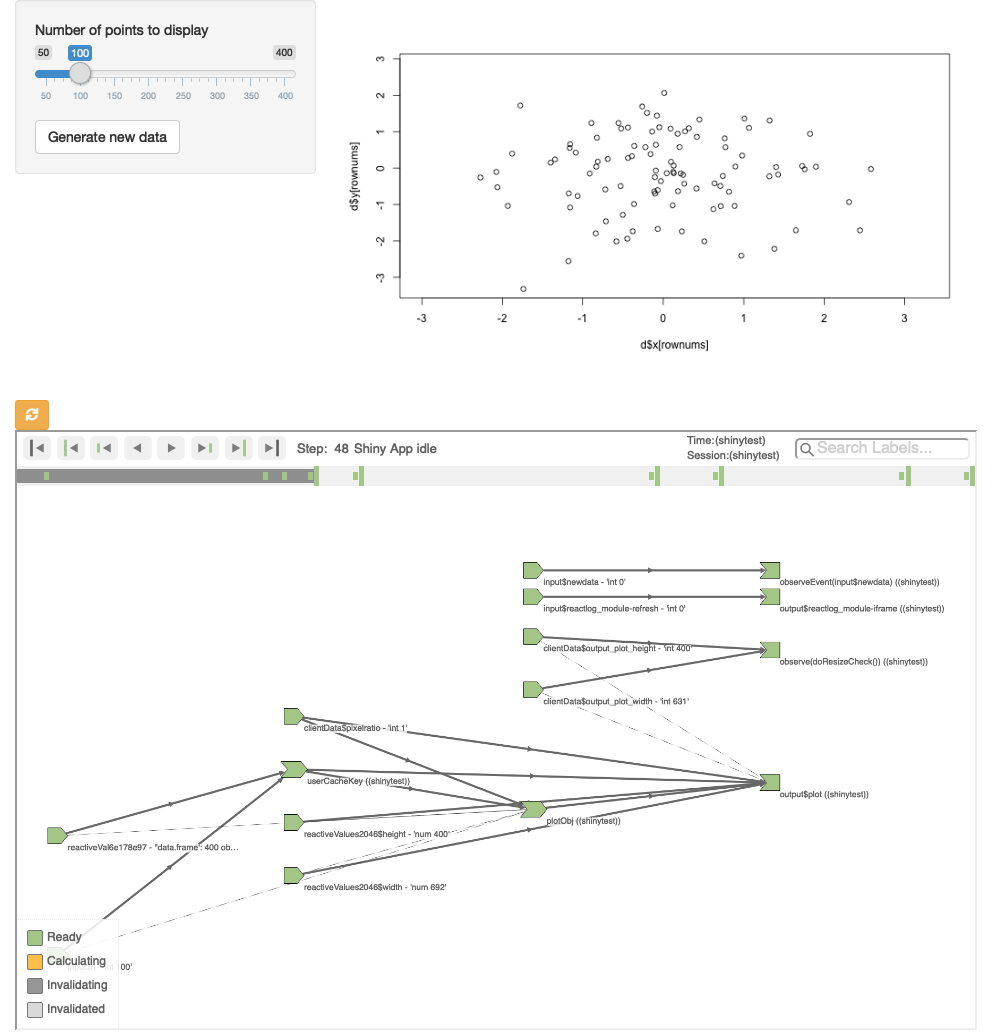 Number of points to display
50 100 400
50 100 150 200 250 300 350 400
Generate new data
3
2
1
0
-1
-2
-3
d$y[rownums]
-3 -2 -1 0 1 2 3
d$x[rownums]
Step: 48 Shiny App idle
Time:(shinytest)
Session:(shinytest)
Search Labels...
input$newdata - 'int 0'
observeEvent(input$newdata) ((shinytest))
input$reactlog_module-refresh - 'int 0'
output$reactlog_module-iframe ((shinytest))
clientData$output_plot_height - 'int 400'
observe(doResizeCheck()) ((shinytest))
clientData$output_plot_width - 'int 631'
clientData$pixelratio - 'int 1'
userCacheKey ((shinytest))
output$plot ((shinytest))
plotObj ((shinytest))
reactiveValues2046$height - 'num 400'
reactiveVal6e178e97 - "data.frame': 400 ob...
reactiveValues2046$width - 'num 692'
Ready
Calculating
00'
Invalidating
Invalidated